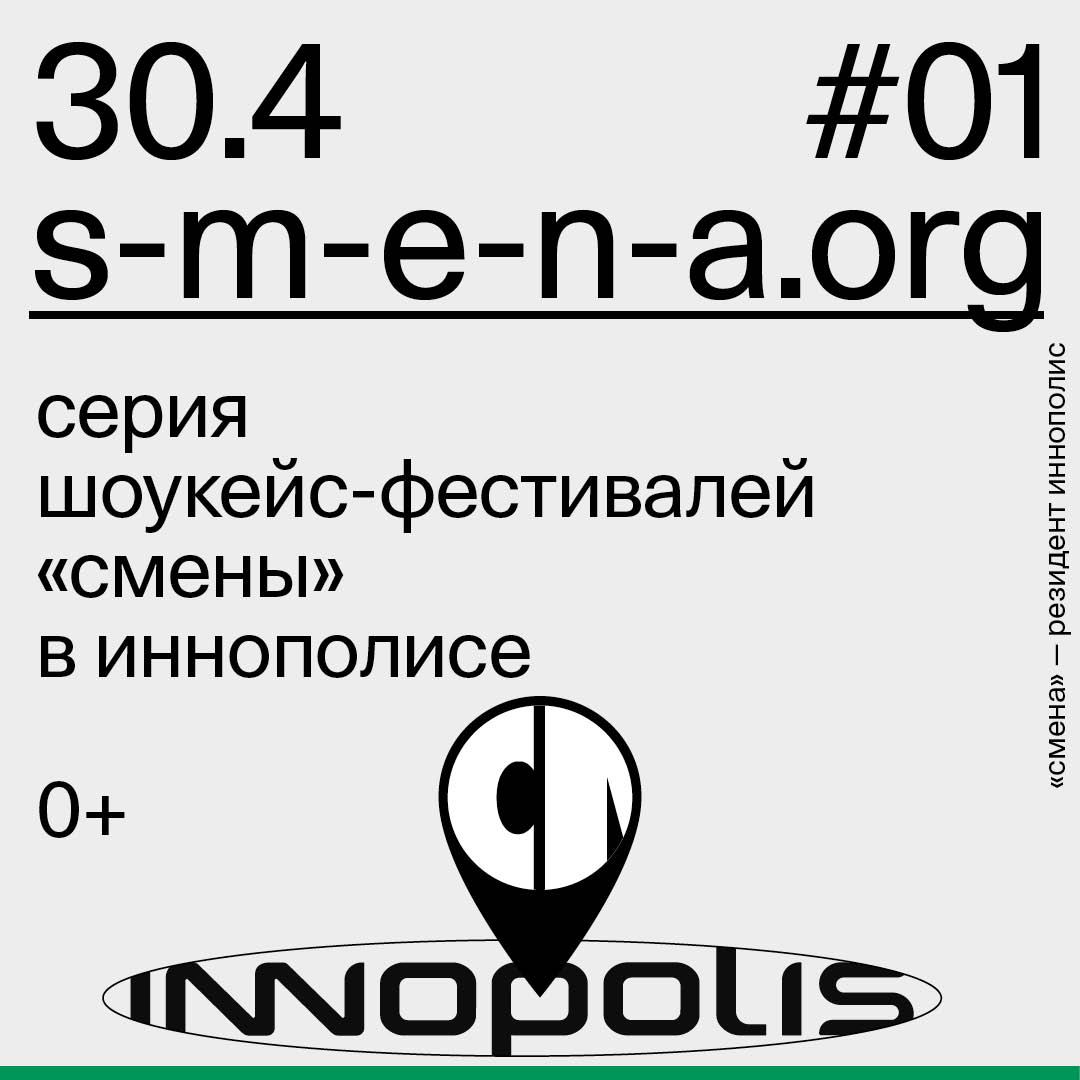 30.4 #01
s-m-e-n-a.org
серия
шоукейс-фестивалей
«смены»
в иннополисе
«смена» — резидент иннополис
0+
INNOPOLIS